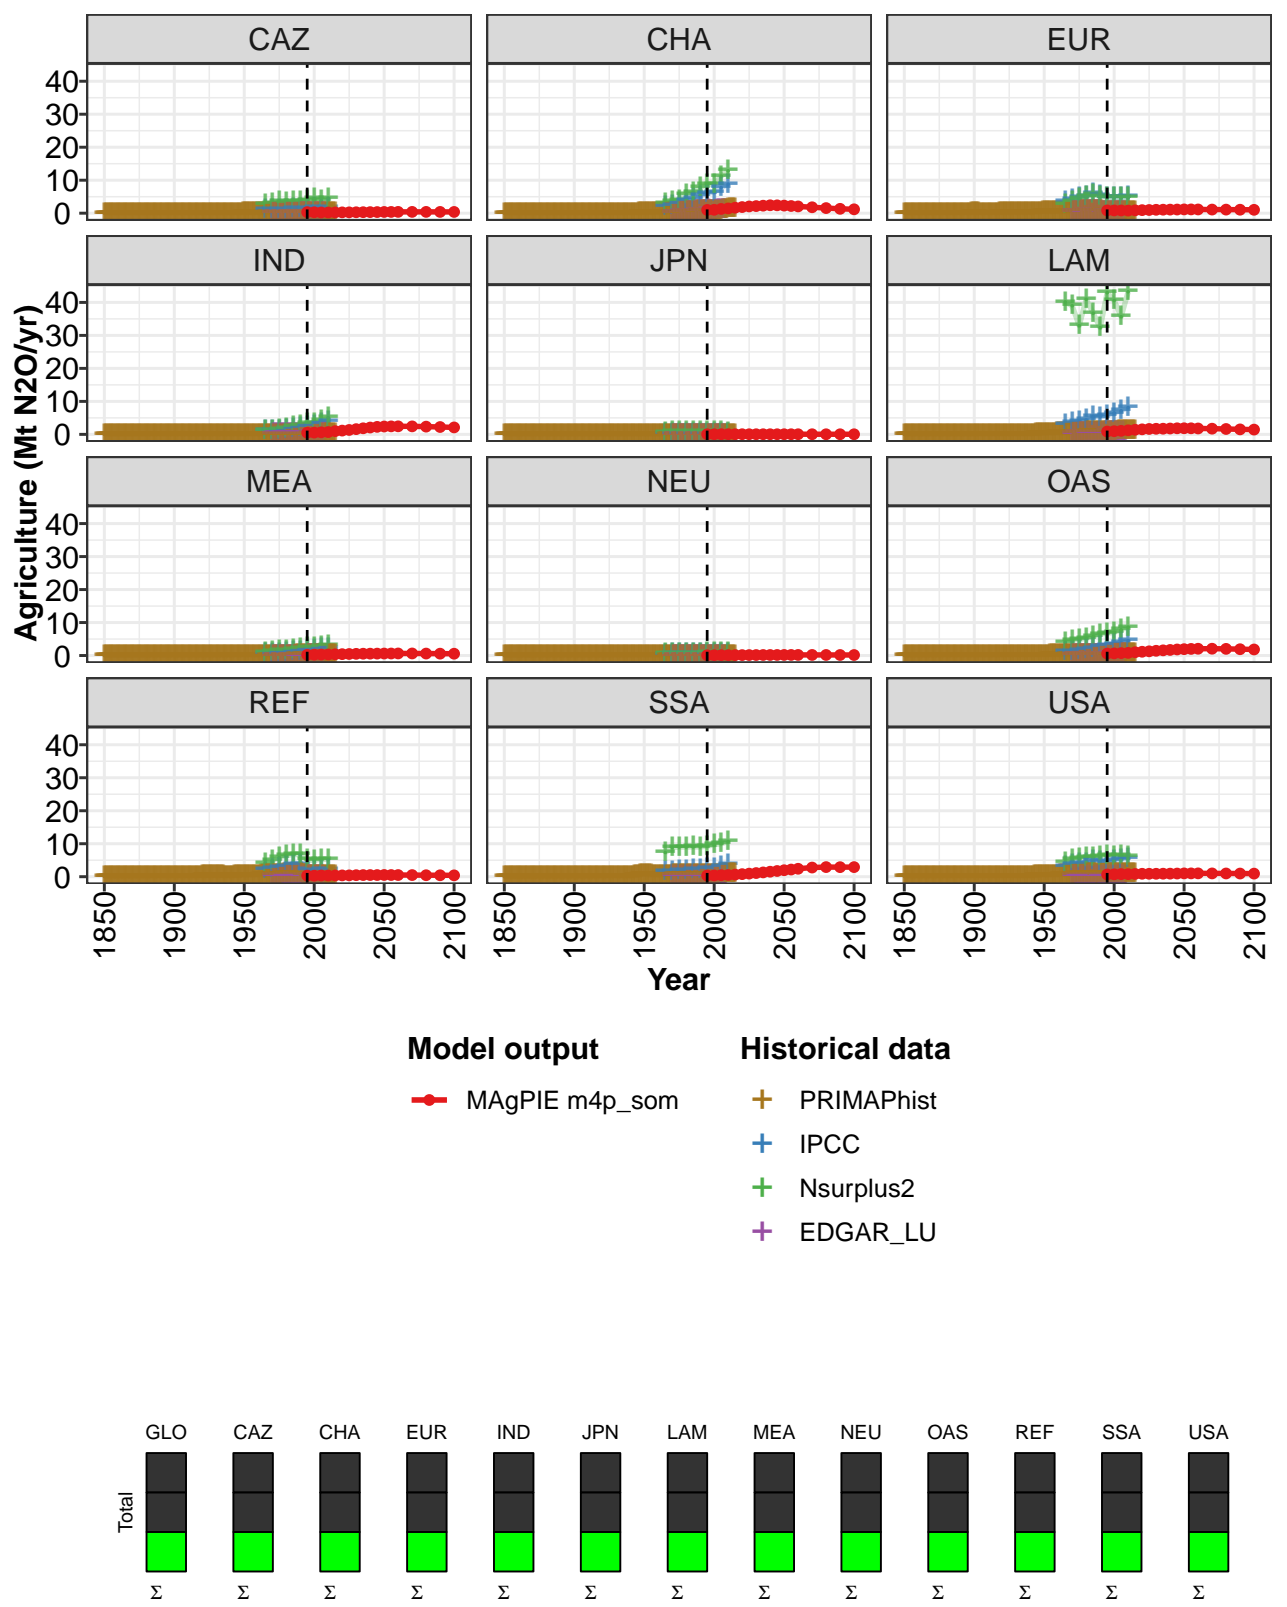 CAZ CHA EUR
40
30
20
10
0
IND JPN LAM
40
30
20
10
0
MEA NEU OAS
40
30
20
10
0
REF SSA USA
40
30
20
10
0
Agriculture (Mt N2O/yr)
1850 1900 1950 2000 2050 2100 1850 1900 1950 2000 2050 2100 1850 1900 1950 2000 2050 2100
Year
Model output Historical data
MAgPIE m4p_som PRIMAPhist
IPCC
Nsurplus2
EDGAR_LU
GLO CAZ CHA EUR IND JPN LAM MEA NEU OAS REF SSA USA
Total
Σ Σ Σ Σ Σ Σ Σ Σ Σ Σ Σ Σ Σ